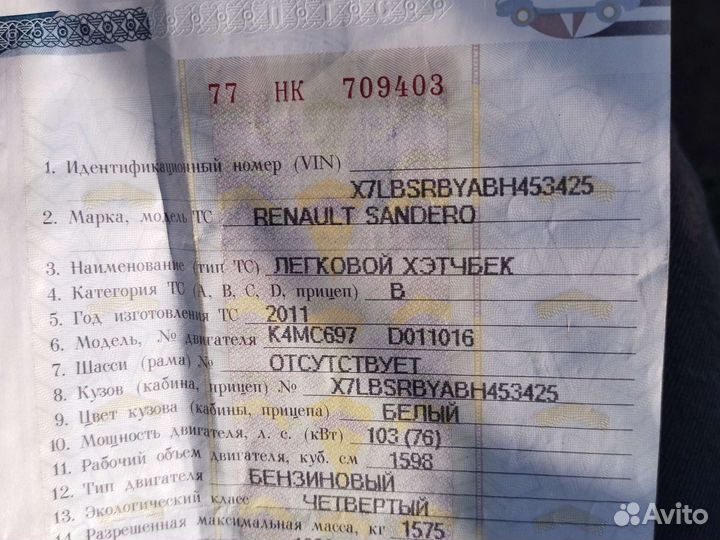 77 НК 709403
1. Идентификационный номер (VIN)
X7LBSRBYABH453425
2. Марка, модель ТС RENAULT SANDERO
3. Наименование (тип ТС) ЛЕГКОВОЙ ХЭТЧБЕК
4. Категория ТС (A, B, C, D, прицеп) B
5. Год изготовления ТС 2011
6. Модель, № двигателя K4MC697 D011016
7. Шасси (рама) № ОТСУТСТВУЕТ
8. Кузов (кабина, прицеп) № X7LBSRBYABH453425
9. Цвет кузова (кабины, прицепа) БЕЛЫЙ
10. Мощность двигателя, л. с. (кВт) 103 (76)
11. Рабочий объем двигателя, куб. см 1598
12. Тип двигателя БЕНЗИНОВЫЙ
13. Экологический класс ЧЕТВЕРТЫЙ
14 Разрешенная максимальная масса, кг 1575
Avito